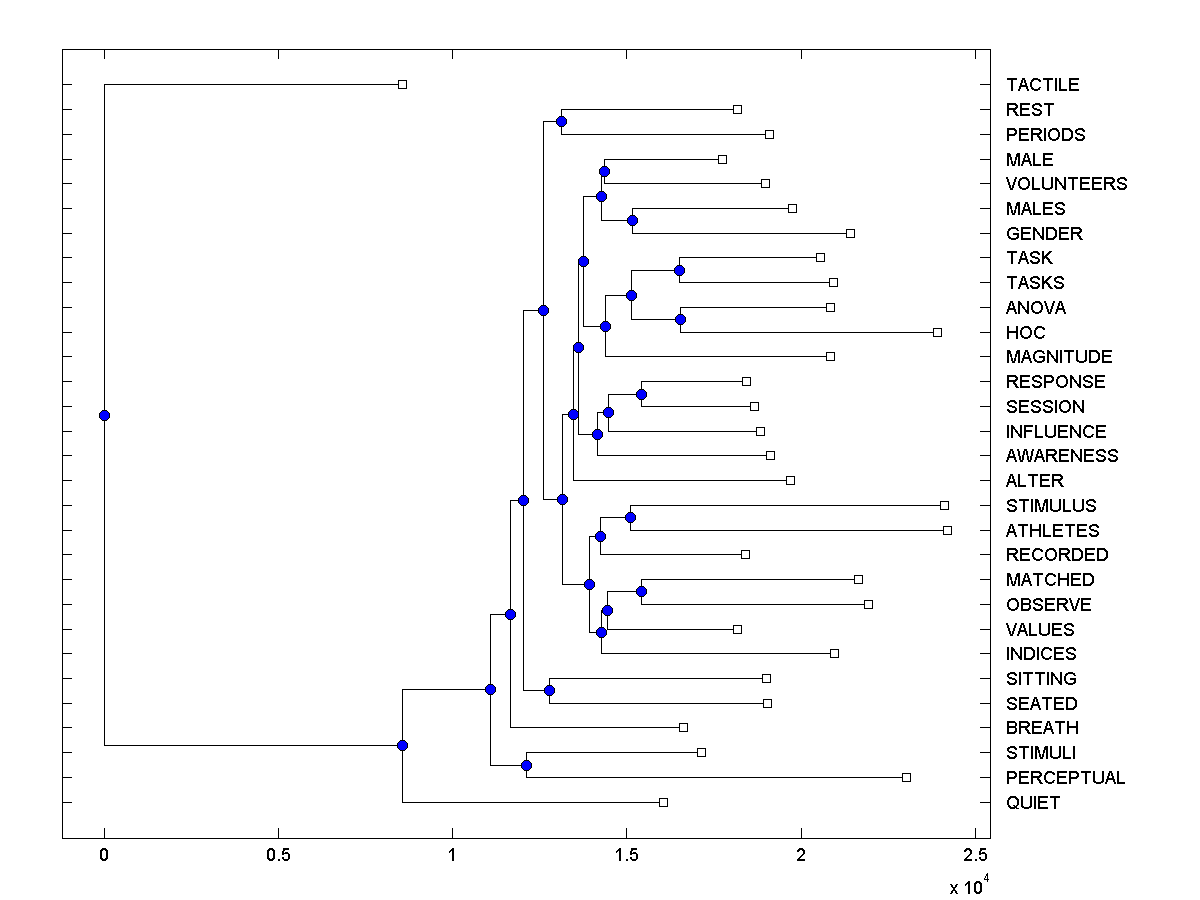 TACTILE
REST
PERIODS
MALE
VOLUNTEERS
MALES
GENDER
TASK
TASKS
ANOVA
HOC
MAGNITUDE
RESPONSE
SESSION
INFLUENCE
AWARENESS
ALTER
STIMULUS
ATHLETES
RECORDED
MATCHED
OBSERVE
VALUES
INDICES
SITTING
SEATED
BREATH
STIMULI
PERCEPTUAL
QUIET
0 0.5 1 1.5 2 2.5
x 10^4